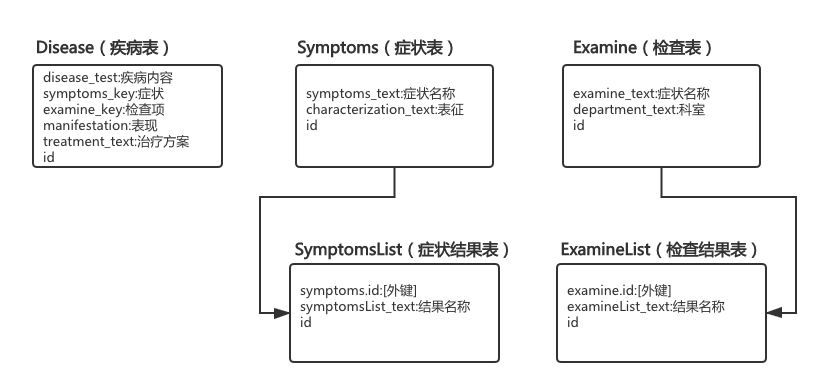 Disease（疾病表）
disease_test:疾病内容
symptoms_key:症状
examine_key:检查项
manifestation:表现
treatment_text:治疗方案
id
Symptoms（症状表）
symptoms_text:症状名称
characterization_text:表征
id
Examine（检查表）
examine_text:症状名称
department_text:科室
id
SymptomsList（症状结果表）
symptoms.id:[外键]
symptomsList_text:结果名称
id
ExamineList（检查结果表）
examine.id:[外键]
examineList_text:结果名称
id